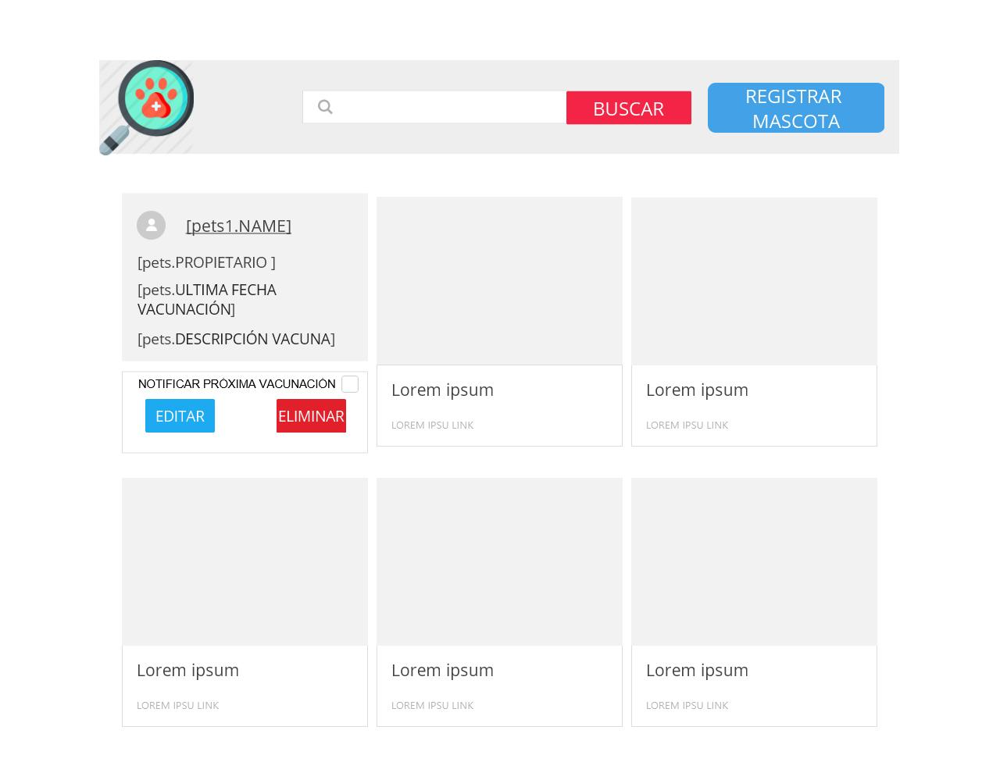 BUSCAR
REGISTRAR
MASCOTA
[pets1.NAME]
[pets.PROPIETARIO ]
[pets.ULTIMA FECHA
VACUNACIÓN]
[pets.DESCRIPCIÓN VACUNA]
NOTIFICAR PRÓXIMA VACUNACIÓN
EDITAR
ELIMINAR
Lorem ipsum
LOREM IPSU LINK
Lorem ipsum
LOREM IPSU LINK
Lorem ipsum
LOREM IPSU LINK
Lorem ipsum
LOREM IPSU LINK
Lorem ipsum
LOREM IPSU LINK